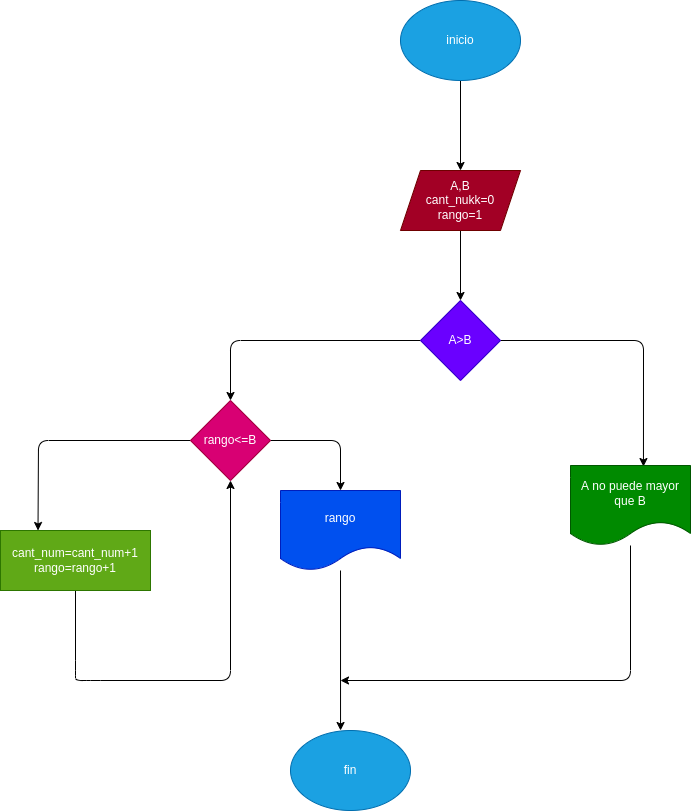 inicio
A,B
cant_nukk=0
rango=1
A>B
rango<=B
A no puede mayor
que B
rango
cant_num=cant_num+1
rango=rango+1
fin